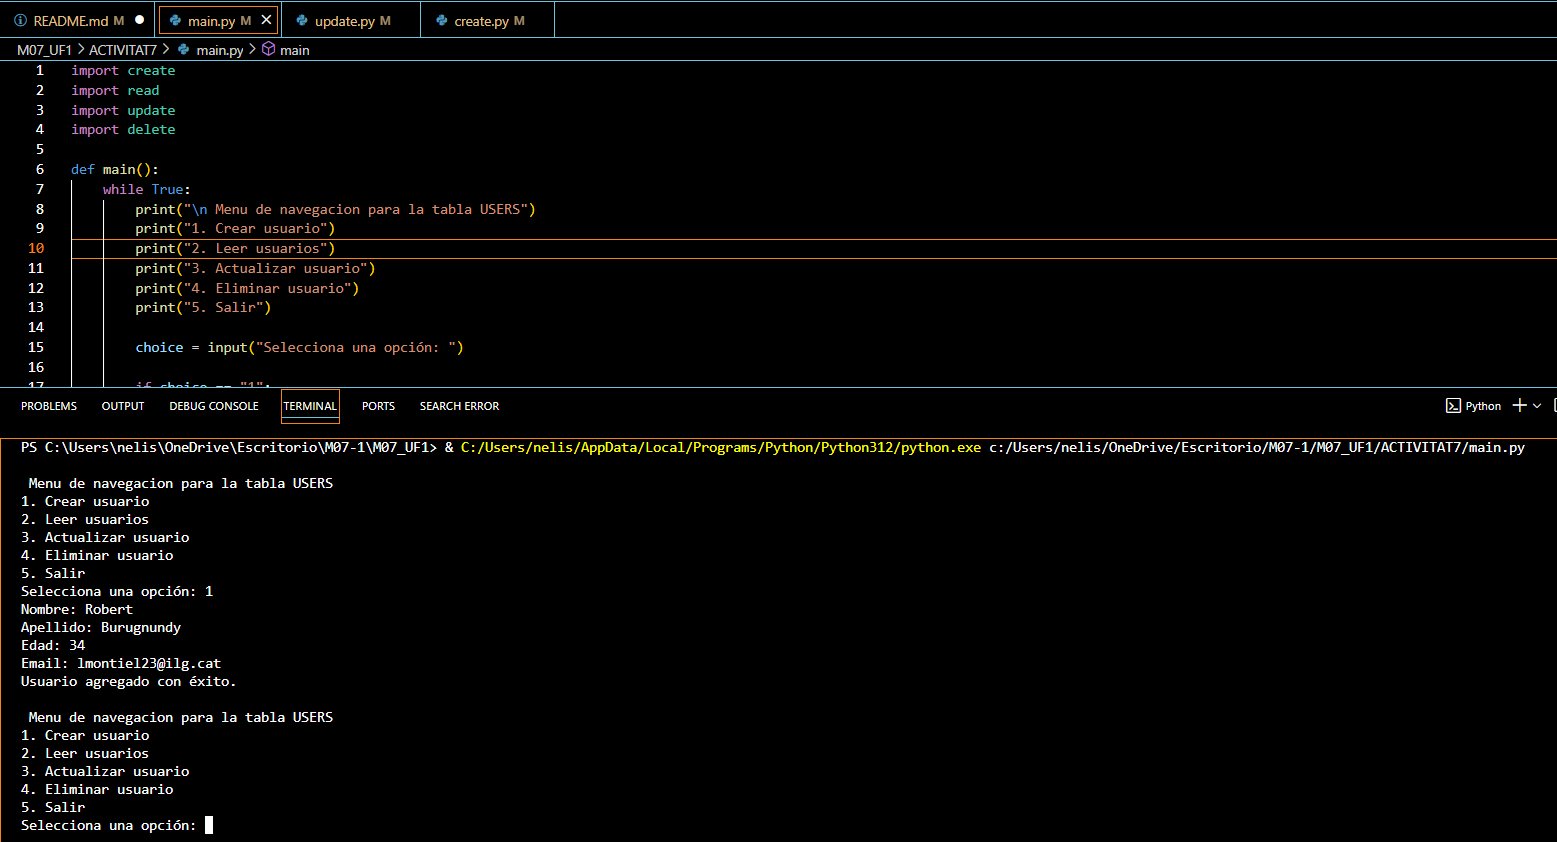 README.md M
main.py M
update.py M
create.py M
M07_UF1 > ACTIVITAT7 > main.py > main
1 import create
2 import read
3 import update
4 import delete
5
6 def main():
7 while True:
8 print("\n Menu de navegacion para la tabla USERS")
9 print("1. Crear usuario")
10 print("2. Leer usuarios")
11 print("3. Actualizar usuario")
12 print("4. Eliminar usuario")
13 print("5. Salir")
14
15 choice = input("Selecciona una opción: ")
16
17 if choice == "1":
PROBLEMS OUTPUT DEBUG CONSOLE TERMINAL PORTS SEARCH ERROR
Python
PS C:\Users\nelis\OneDrive\Escritorio\M07-1\M07_UF1> & C:/Users/nelis/AppData/Local/Programs/Python/Python312/python.exe c:/Users/nelis/OneDrive/Escritorio/M07-1/M07_UF1/ACTIVITAT7/main.py
Menu de navegacion para la tabla USERS
1. Crear usuario
2. Leer usuarios
3. Actualizar usuario
4. Eliminar usuario
5. Salir
Selecciona una opción: 1
Nombre: Robert
Apellido: Burugnundy
Edad: 34
Email: lmontiel23@ilg.cat
Usuario agregado con éxito.
Menu de navegacion para la tabla USERS
1. Crear usuario
2. Leer usuarios
3. Actualizar usuario
4. Eliminar usuario
5. Salir
Selecciona una opción: